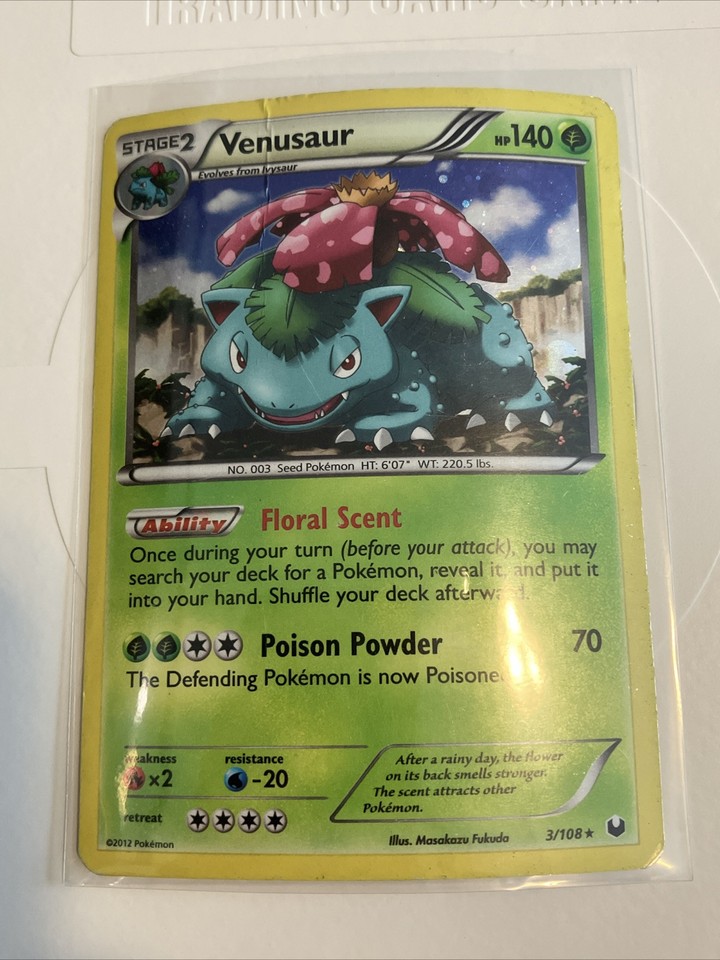 TRADING CARD GAME
STAGE2 Venusaur HP140
Evolves from Ivysaur
NO. 003 Seed Pokémon HT: 6'07" WT: 220.5 lbs.
Ability Floral Scent
Once during your turn (before your attack), you may
search your deck for a Pokémon, reveal it, and put it
into your hand. Shuffle your deck afterward.
Poison Powder 70
The Defending Pokémon is now Poisone
weakness resistance
×2 -20
After a rainy day, the flower
on its back smells stronger.
The scent attracts other
Pokémon.
retreat
©2012 Pokémon Illus. Masakazu Fukuda 3/108